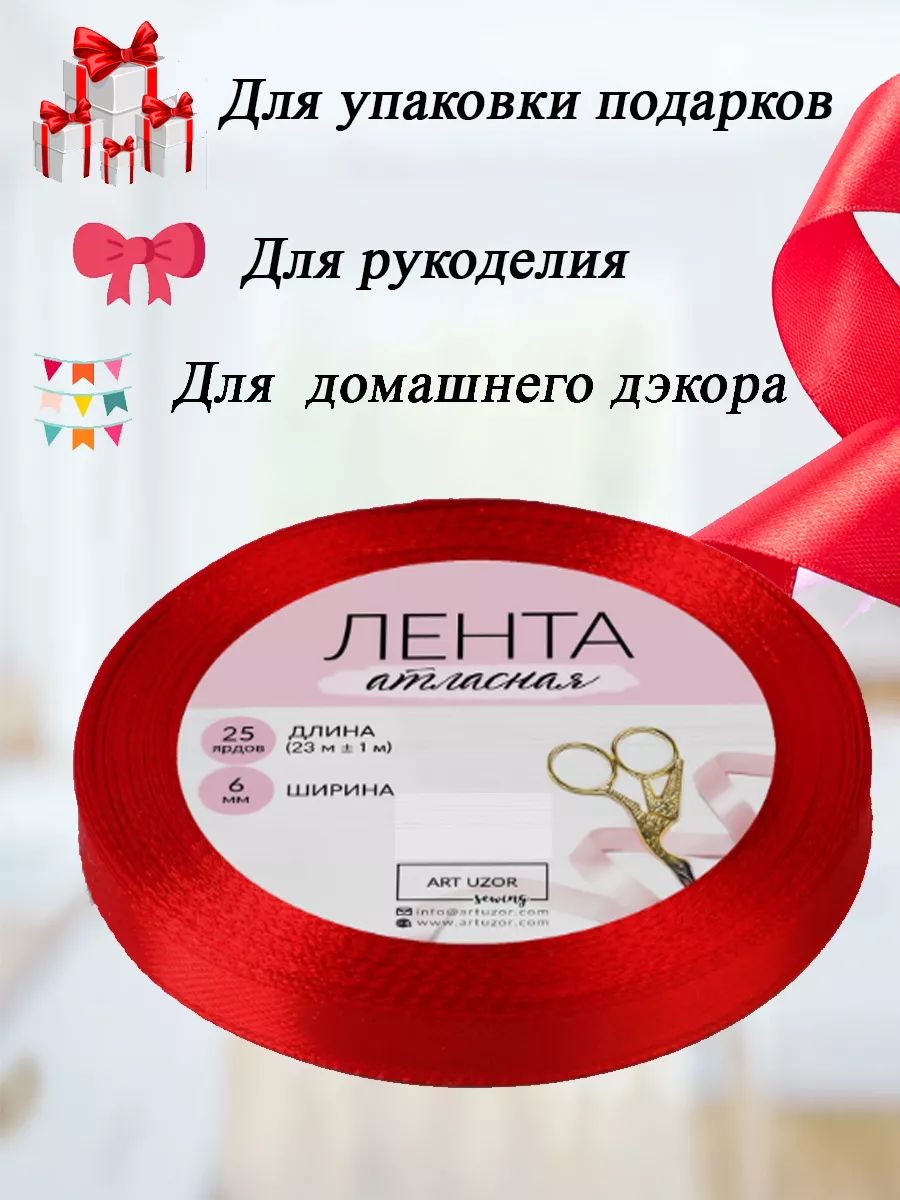 Для упаковки подарков
Для рукоделия
Для домашнего дэкора
ЛЕНТА
атласная
25 ярдов
ДЛИНА
(23 м ± 1 м)
6 мм
ШИРИНА
ART UZOR
sewing
info@artuzor.com
www.artuzor.com